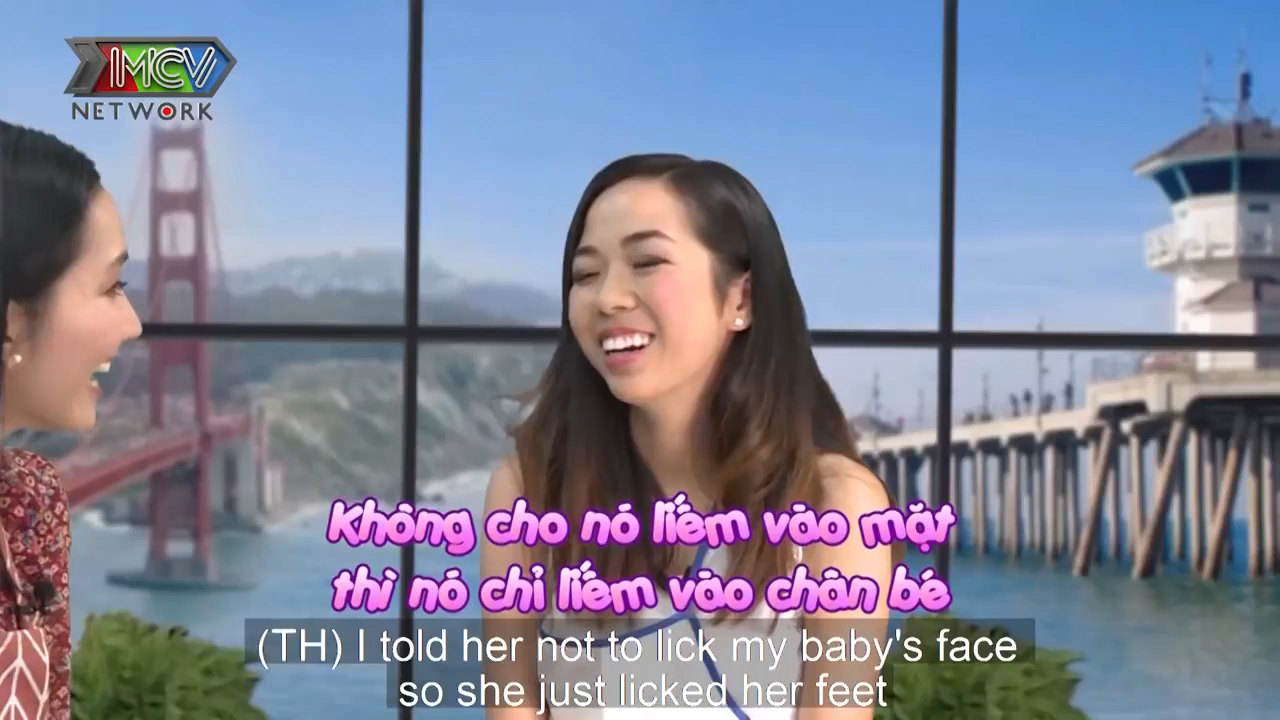 MCV
NETWORK
Không cho nó liếm vào mặt
thì nó chỉ liếm vào chân bé
(TH) I told her not to lick my baby's face
so she just licked her feet